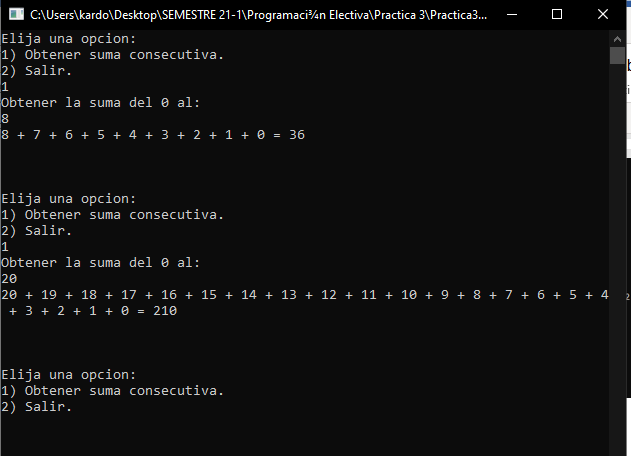 C:\Users\kardo\Desktop\SEMESTRE 21-1\Programaci¾n Electiva\Practica 3\Practica3...
Elija una opcion:
1) Obtener suma consecutiva.
2) Salir.
1
Obtener la suma del 0 al:
8
8 + 7 + 6 + 5 + 4 + 3 + 2 + 1 + 0 = 36
Elija una opcion:
1) Obtener suma consecutiva.
2) Salir.
1
Obtener la suma del 0 al:
20
20 + 19 + 18 + 17 + 16 + 15 + 14 + 13 + 12 + 11 + 10 + 9 + 8 + 7 + 6 + 5 + 4
+ 3 + 2 + 1 + 0 = 210
Elija una opcion:
1) Obtener suma consecutiva.
2) Salir.